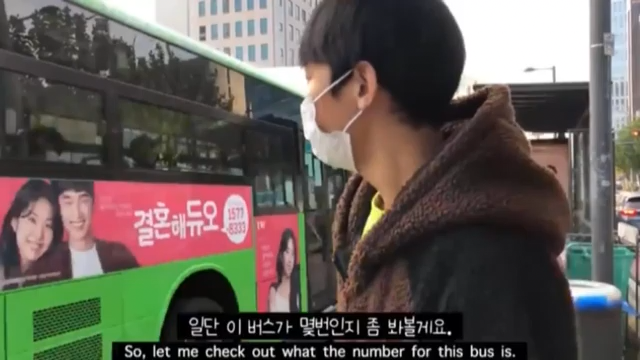 결혼해듀오
1577
-8333
일단 이 버스가 몇번인지 좀 봐볼게요.
So, let me check out what the number for this bus is.